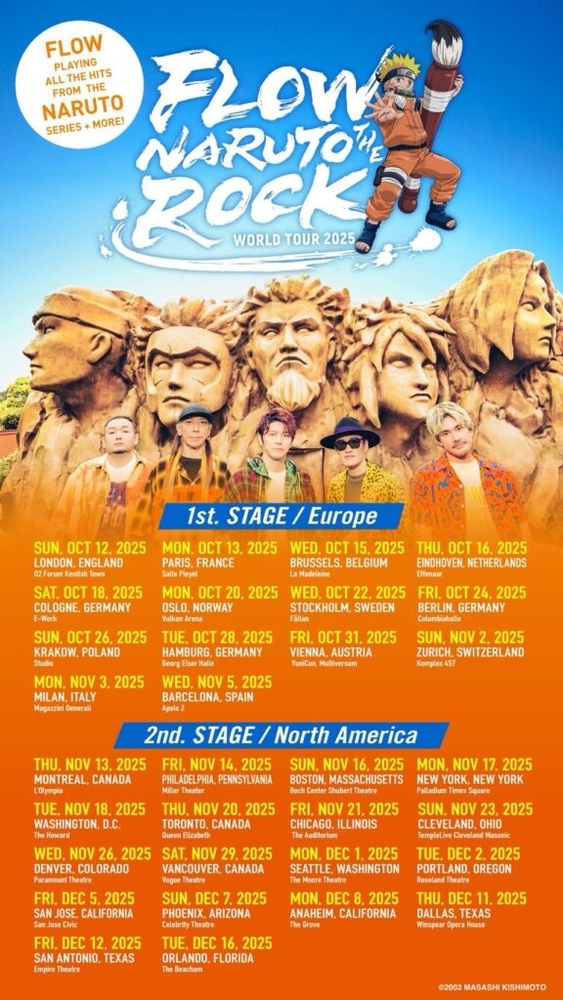 FLOW
PLAYING
ALL THE HITS
FROM THE
NARUTO
SERIES + MORE!
FLOW
NARUTO THE
ROCK
WORLD TOUR 2025
1st. STAGE / Europe
SUN, OCT 12, 2025
LONDON, ENGLAND
O2 Forum Kentish Town
MON, OCT 13, 2025
PARIS, FRANCE
Salle Pleyel
WED, OCT 15, 2025
BRUSSELS, BELGIUM
La Madeleine
THU, OCT 16, 2025
EINDHOVEN, NETHERLANDS
Effenaar
SAT, OCT 18, 2025
COLOGNE, GERMANY
E-Werk
MON, OCT 20, 2025
OSLO, NORWAY
Vulkan Arena
WED, OCT 22, 2025
STOCKHOLM, SWEDEN
Fållan
FRI, OCT 24, 2025
BERLIN, GERMANY
Columbiahalle
SUN, OCT 26, 2025
KRAKOW, POLAND
Studio
TUE, OCT 28, 2025
HAMBURG, GERMANY
Georg Elser Halle
FRI, OCT 31, 2025
VIENNA, AUSTRIA
YuniCon, Multiversum
SUN, NOV 2, 2025
ZURICH, SWITZERLAND
Komplex 457
MON, NOV 3, 2025
MILAN, ITALY
Magazzini Generali
WED, NOV 5, 2025
BARCELONA, SPAIN
Apolo 2
2nd. STAGE / North America
THU, NOV 13, 2025
MONTREAL, CANADA
L'Olympia
FRI, NOV 14, 2025
PHILADELPHIA, PENNSYLVANIA
Miller Theater
SUN, NOV 16, 2025
BOSTON, MASSACHUSETTS
Boch Center Shubert Theatre
MON, NOV 17, 2025
NEW YORK, NEW YORK
Palladium Times Square
TUE, NOV 18, 2025
WASHINGTON, D.C.
The Howard
THU, NOV 20, 2025
TORONTO, CANADA
Queen Elizabeth
FRI, NOV 21, 2025
CHICAGO, ILLINOIS
The Auditorium
SUN, NOV 23, 2025
CLEVELAND, OHIO
TempleLive Cleveland Masonic
WED, NOV 26, 2025
DENVER, COLORADO
Paramount Theatre
SAT, NOV 29, 2025
VANCOUVER, CANADA
Vogue Theatre
MON, DEC 1, 2025
SEATTLE, WASHINGTON
The Moore Theatre
TUE, DEC 2, 2025
PORTLAND, OREGON
Roseland Theatre
FRI, DEC 5, 2025
SAN JOSE, CALIFORNIA
San Jose Civic
SUN, DEC 7, 2025
PHOENIX, ARIZONA
Celebrity Theatre
MON, DEC 8, 2025
ANAHEIM, CALIFORNIA
The Grove
THU, DEC 11, 2025
DALLAS, TEXAS
Winspear Opera House
FRI, DEC 12, 2025
SAN ANTONIO, TEXAS
Empire Theatre
TUE, DEC 16, 2025
ORLANDO, FLORIDA
The Beacham
©2002 MASASHI KISHIMOTO